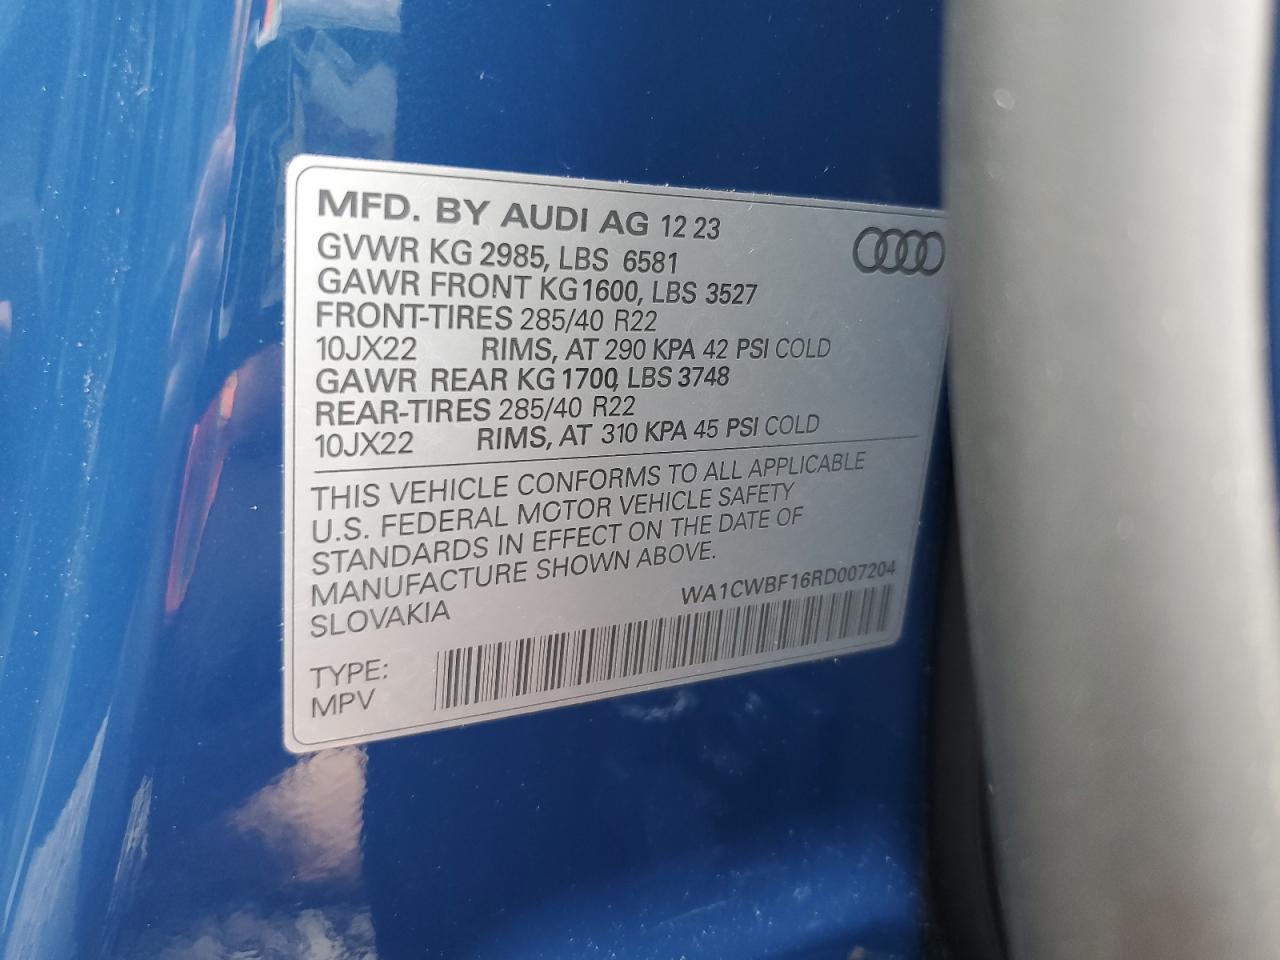 MFD. BY AUDI AG 12 23
GVWR KG 2985, LBS 6581
GAWR FRONT KG1600, LBS 3527
FRONT-TIRES 285/40 R22
10JX22 RIMS, AT 290 KPA 42 PSI COLD
GAWR REAR KG 1700, LBS 3748
REAR-TIRES 285/40 R22
10JX22 RIMS, AT 310 KPA 45 PSI COLD
THIS VEHICLE CONFORMS TO ALL APPLICABLE
U.S. FEDERAL MOTOR VEHICLE SAFETY
STANDARDS IN EFFECT ON THE DATE OF
MANUFACTURE SHOWN ABOVE.
SLOVAKIA
WA1CWBF16RD007204
TYPE:
MPV